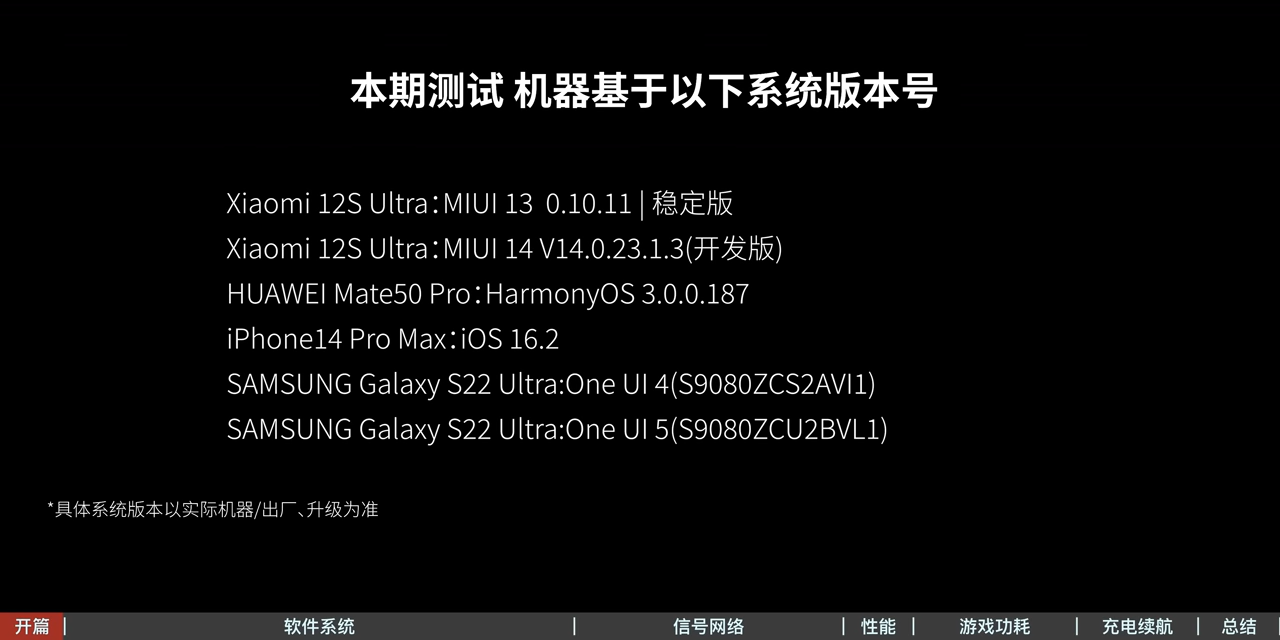 本期测试 机器基于以下系统版本号
Xiaomi 12S Ultra：MIUI 13  0.10.11 | 稳定版
Xiaomi 12S Ultra：MIUI 14 V14.0.23.1.3(开发版)
HUAWEI Mate50 Pro：HarmonyOS 3.0.0.187
iPhone14 Pro Max：iOS 16.2
SAMSUNG Galaxy S22 Ultra:One UI 4(S9080ZCS2AVI1)
SAMSUNG Galaxy S22 Ultra:One UI 5(S9080ZCU2BVL1)
*具体系统版本以实际机器/出厂、升级为准
开篇 | 软件系统 | 信号网络 | 性能 | 游戏功耗 | 充电续航 | 总结